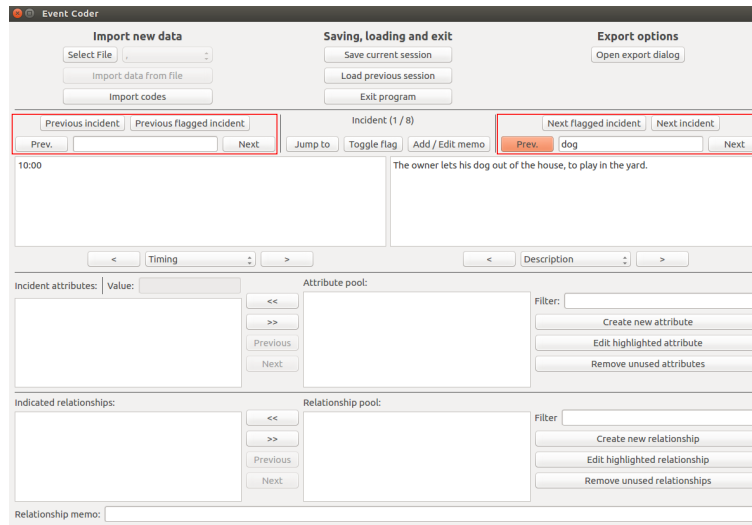 Event Coder
Import new data
Saving, loading and exit
Export options
Select File ,
Save current session
Open export dialog
Import data from file
Load previous session
Import codes
Exit program
Previous incident Previous flagged incident
Incident (1 / 8)
Next flagged incident Next incident
Prev. Next
Jump to Toggle flag Add / Edit memo
Prev. dog Next
10:00
The owner lets his dog out of the house, to play in the yard.
< Timing >
< Description >
Incident attributes: Value:
Attribute pool:
<<
>>
Previous
Next
Filter:
Create new attribute
Edit highlighted attribute
Remove unused attributes
Indicated relationships:
Relationship pool:
<<
>>
Previous
Next
Filter
Create new relationship
Edit highlighted relationship
Remove unused relationships
Relationship memo: